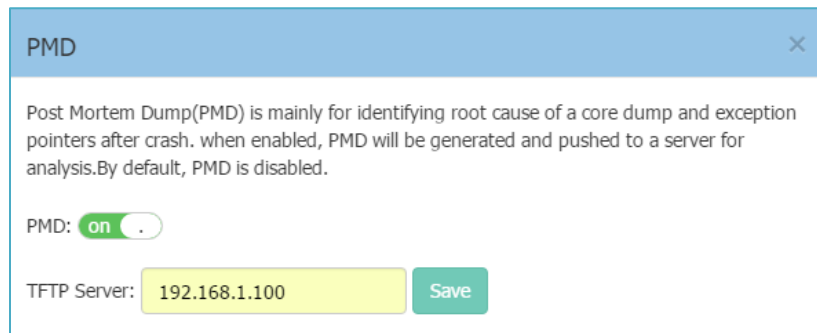 PMD ×
Post Mortem Dump(PMD) is mainly for identifying root cause of a core dump and exception
pointers after crash. when enabled, PMD will be generated and pushed to a server for
analysis.By default, PMD is disabled.
PMD: on .
TFTP Server: 192.168.1.100 Save